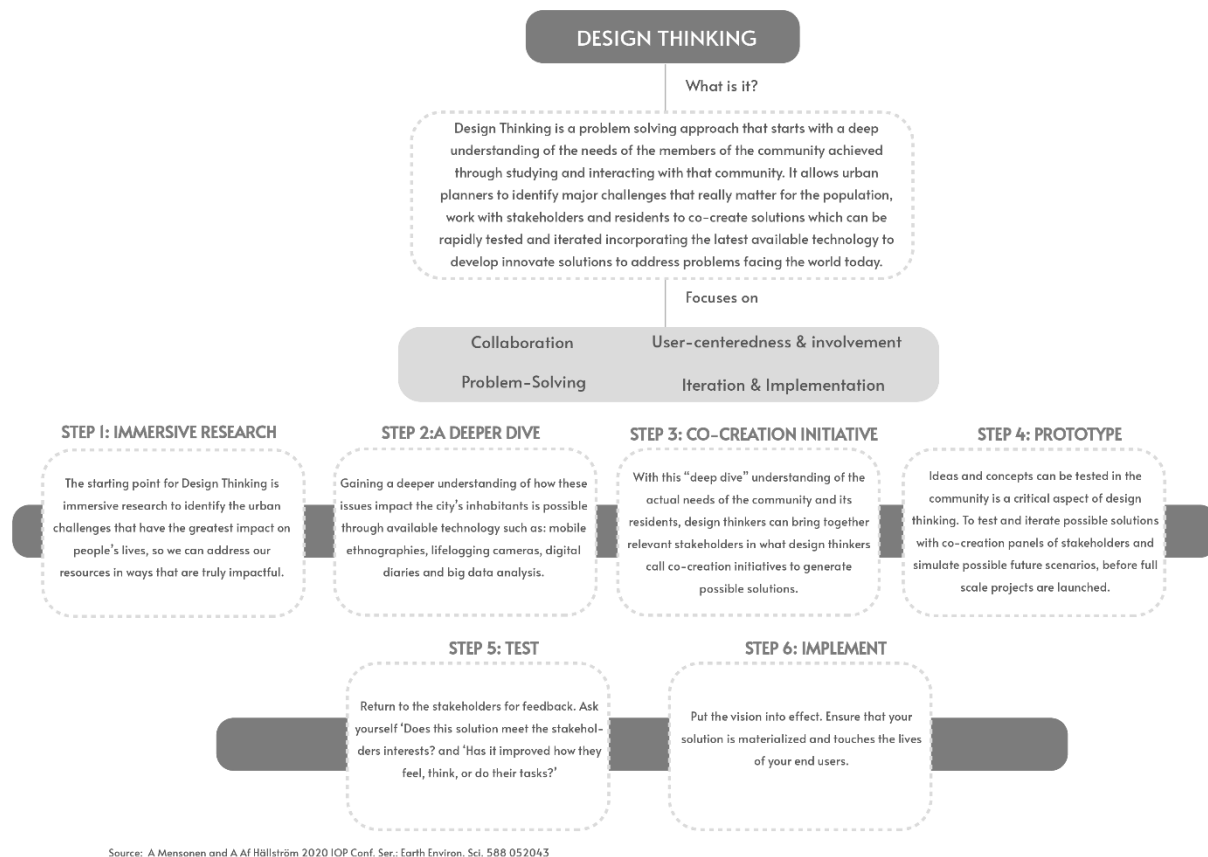 DESIGN THINKING
What is it?
Design Thinking is a problem solving approach that starts with a deep
understanding of the needs of the members of the community achieved
through studying and interacting with that community. It allows urban
planners to identify major challenges that really matter for the population,
work with stakeholders and residents to co-create solutions which can be
rapidly tested and iterated incorporating the latest available technology to
develop innovate solutions to address problems facing the world today.
Focuses on
Collaboration
User-centeredness & involvement
Problem-Solving
Iteration & Implementation
STEP 1: IMMERSIVE RESEARCH
The starting point for Design Thinking is
immersive research to identify the urban
challenges that have the greatest impact on
people's lives, so we can address our
resources in ways that are truly impactful.
STEP 2:A DEEPER DIVE
Gaining a deeper understanding of how these
issues impact the city's inhabitants is possible
through available technology such as: mobile
ethnographies, lifelogging cameras, digital
diaries and big data analysis.
STEP 3: CO-CREATION INITIATIVE
With this “deep dive” understanding of the
actual needs of the community and its
residents, design thinkers can bring together
relevant stakeholders in what design thinkers
call co-creation initiatives to generate
possible solutions.
STEP 4: PROTOTYPE
Ideas and concepts can be tested in the
community is a critical aspect of design
thinking. To test and iterate possible solutions
with co-creation panels of stakeholders and
simulate possible future scenarios, before full
scale projects are launched.
STEP 5: TEST
Return to the stakeholders for feedback. Ask
yourself ‘Does this solution meet the stakehol-
ders interests? and ‘Has it improved how they
feel, think, or do their tasks?’
STEP 6: IMPLEMENT
Put the vision into effect. Ensure that your
solution is materialized and touches the lives
of your end users.
Source: A Mensonen and A Af Hällström 2020 IOP Conf. Ser.: Earth Environ. Sci. 588 052043